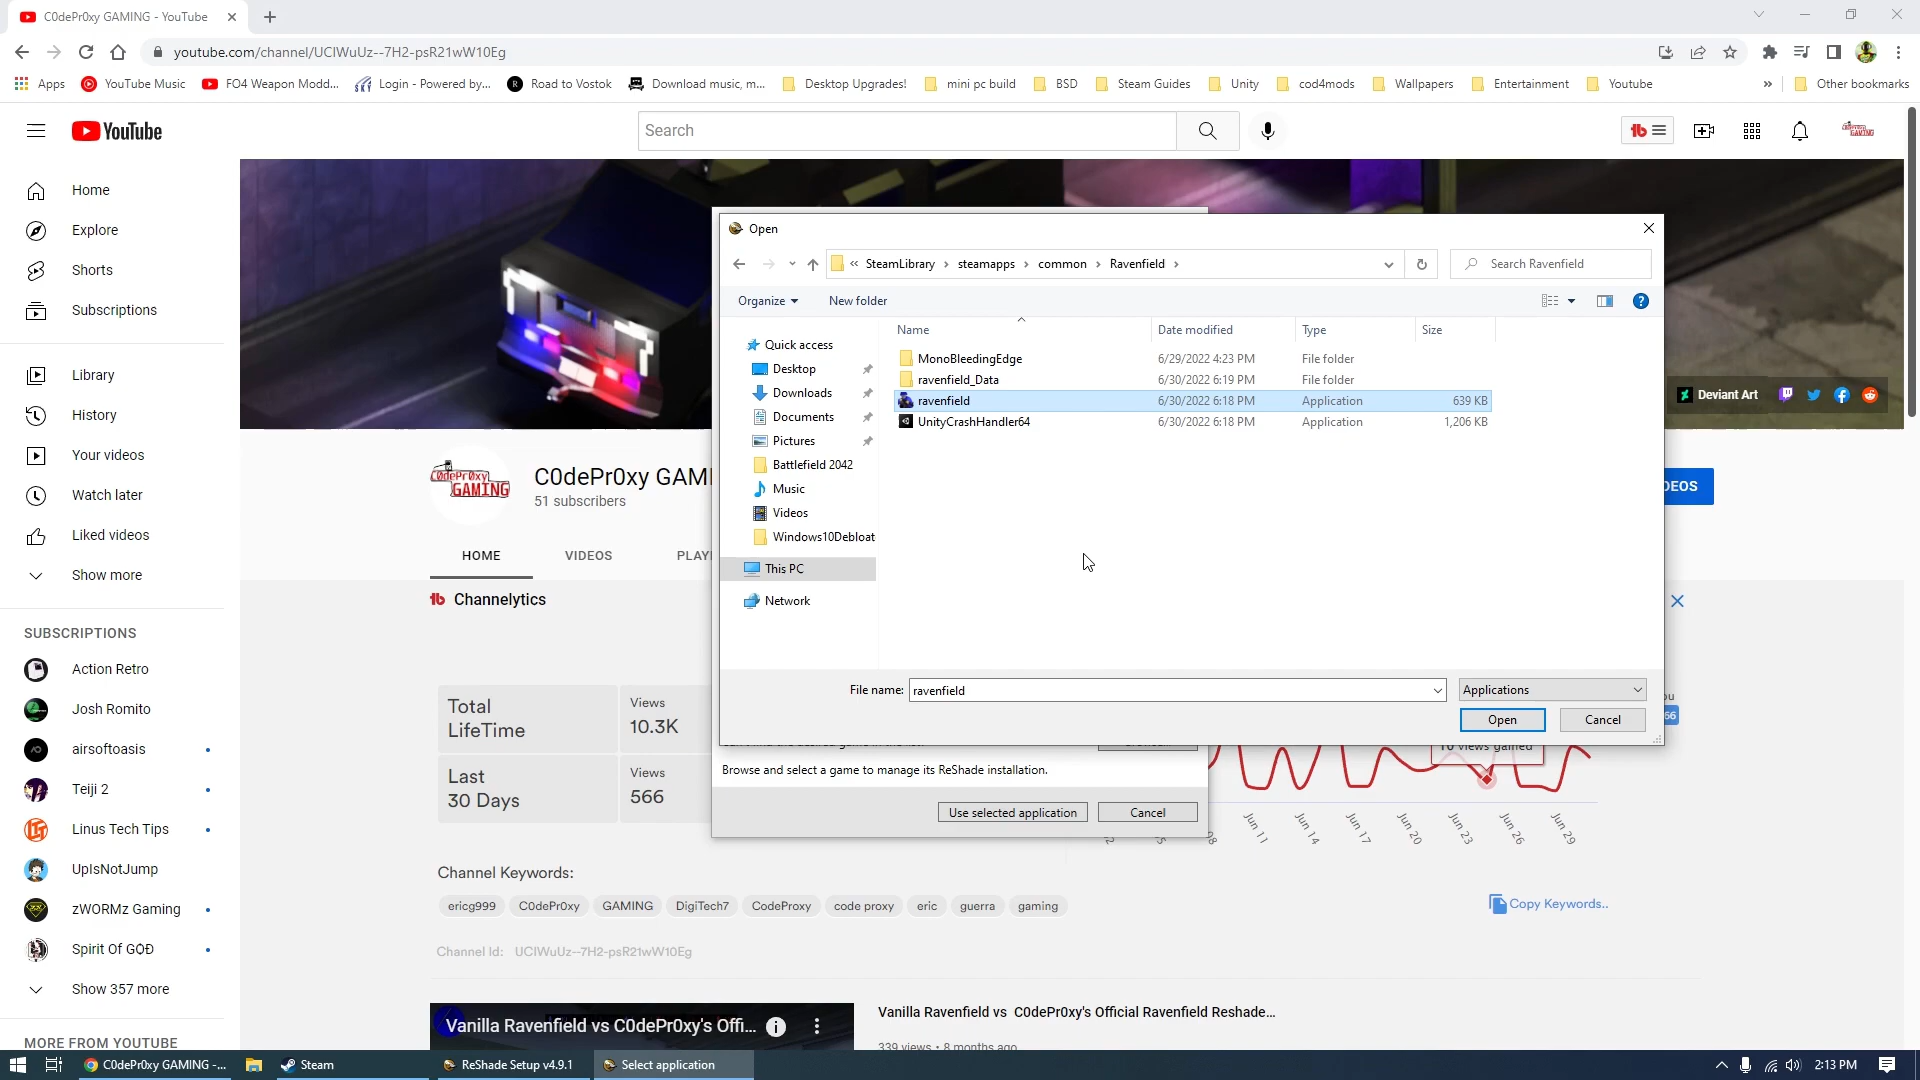 C0dePr0xy GAMING - YouTube
youtube.com/channel/UCIWuUz--7H2-psR21wW10Eg
Apps
YouTube Music
FO4 Weapon Modd...
Login - Powered by...
Road to Vostok
Download music, m...
Desktop Upgrades!
mini pc build
BSD
Steam Guides
Unity
cod4mods
Wallpapers
Entertainment
Youtube
»
Other bookmarks
YouTube
Search
Home
Explore
Shorts
Subscriptions
Library
History
Your videos
Watch later
Liked videos
Show more
SUBSCRIPTIONS
Action Retro
Josh Romito
airsoftoasis
Teiji 2
Linus Tech Tips
UpIsNotJump
zWORMz Gaming
Spirit Of GØĐ
Show 357 more
MORE FROM YOUTUBE
Deviant Art
C0dePr0xy GAMI
51 subscribers
HOME
VIDEOS
PLAY
DEOS
Open
« SteamLibrary › steamapps › common › Ravenfield ›
Search Ravenfield
Organize
New folder
Name
Date modified
Type
Size
Quick access
Desktop
Downloads
Documents
Pictures
Battlefield 2042
Music
Videos
Windows10Debloat
This PC
Network
MonoBleedingEdge 6/29/2022 4:23 PM File folder
ravenfield_Data 6/30/2022 6:19 PM File folder
ravenfield 6/30/2022 6:18 PM Application 639 KB
UnityCrashHandler64 6/30/2022 6:18 PM Application 1,206 KB
File name: ravenfield
Applications
Open
Cancel
Browse and select a game to manage its ReShade installation.
Use selected application
Cancel
Channelytics
Total LifeTime
Views
10.3K
Last
30 Days
Views
566
10 views gained
Jun 11
Jun 14
Jun 17
Jun 20
Jun 23
Jun 26
Jun 29
Channel Keywords:
ericg999
C0dePr0xy
GAMING
DigiTech7
CodeProxy
code proxy
eric
guerra
gaming
Copy Keywords..
Channel Id: UCIWuUz--7H2-psR21wW10Eg
Vanilla Ravenfield vs C0dePr0xy's Offi...
Vanilla Ravenfield vs C0dePr0xy's Official Ravenfield Reshade...
339 views • 8 months ago
C0dePr0xy GAMING -...
Steam
ReShade Setup v4.9.1
Select application
2:13 PM